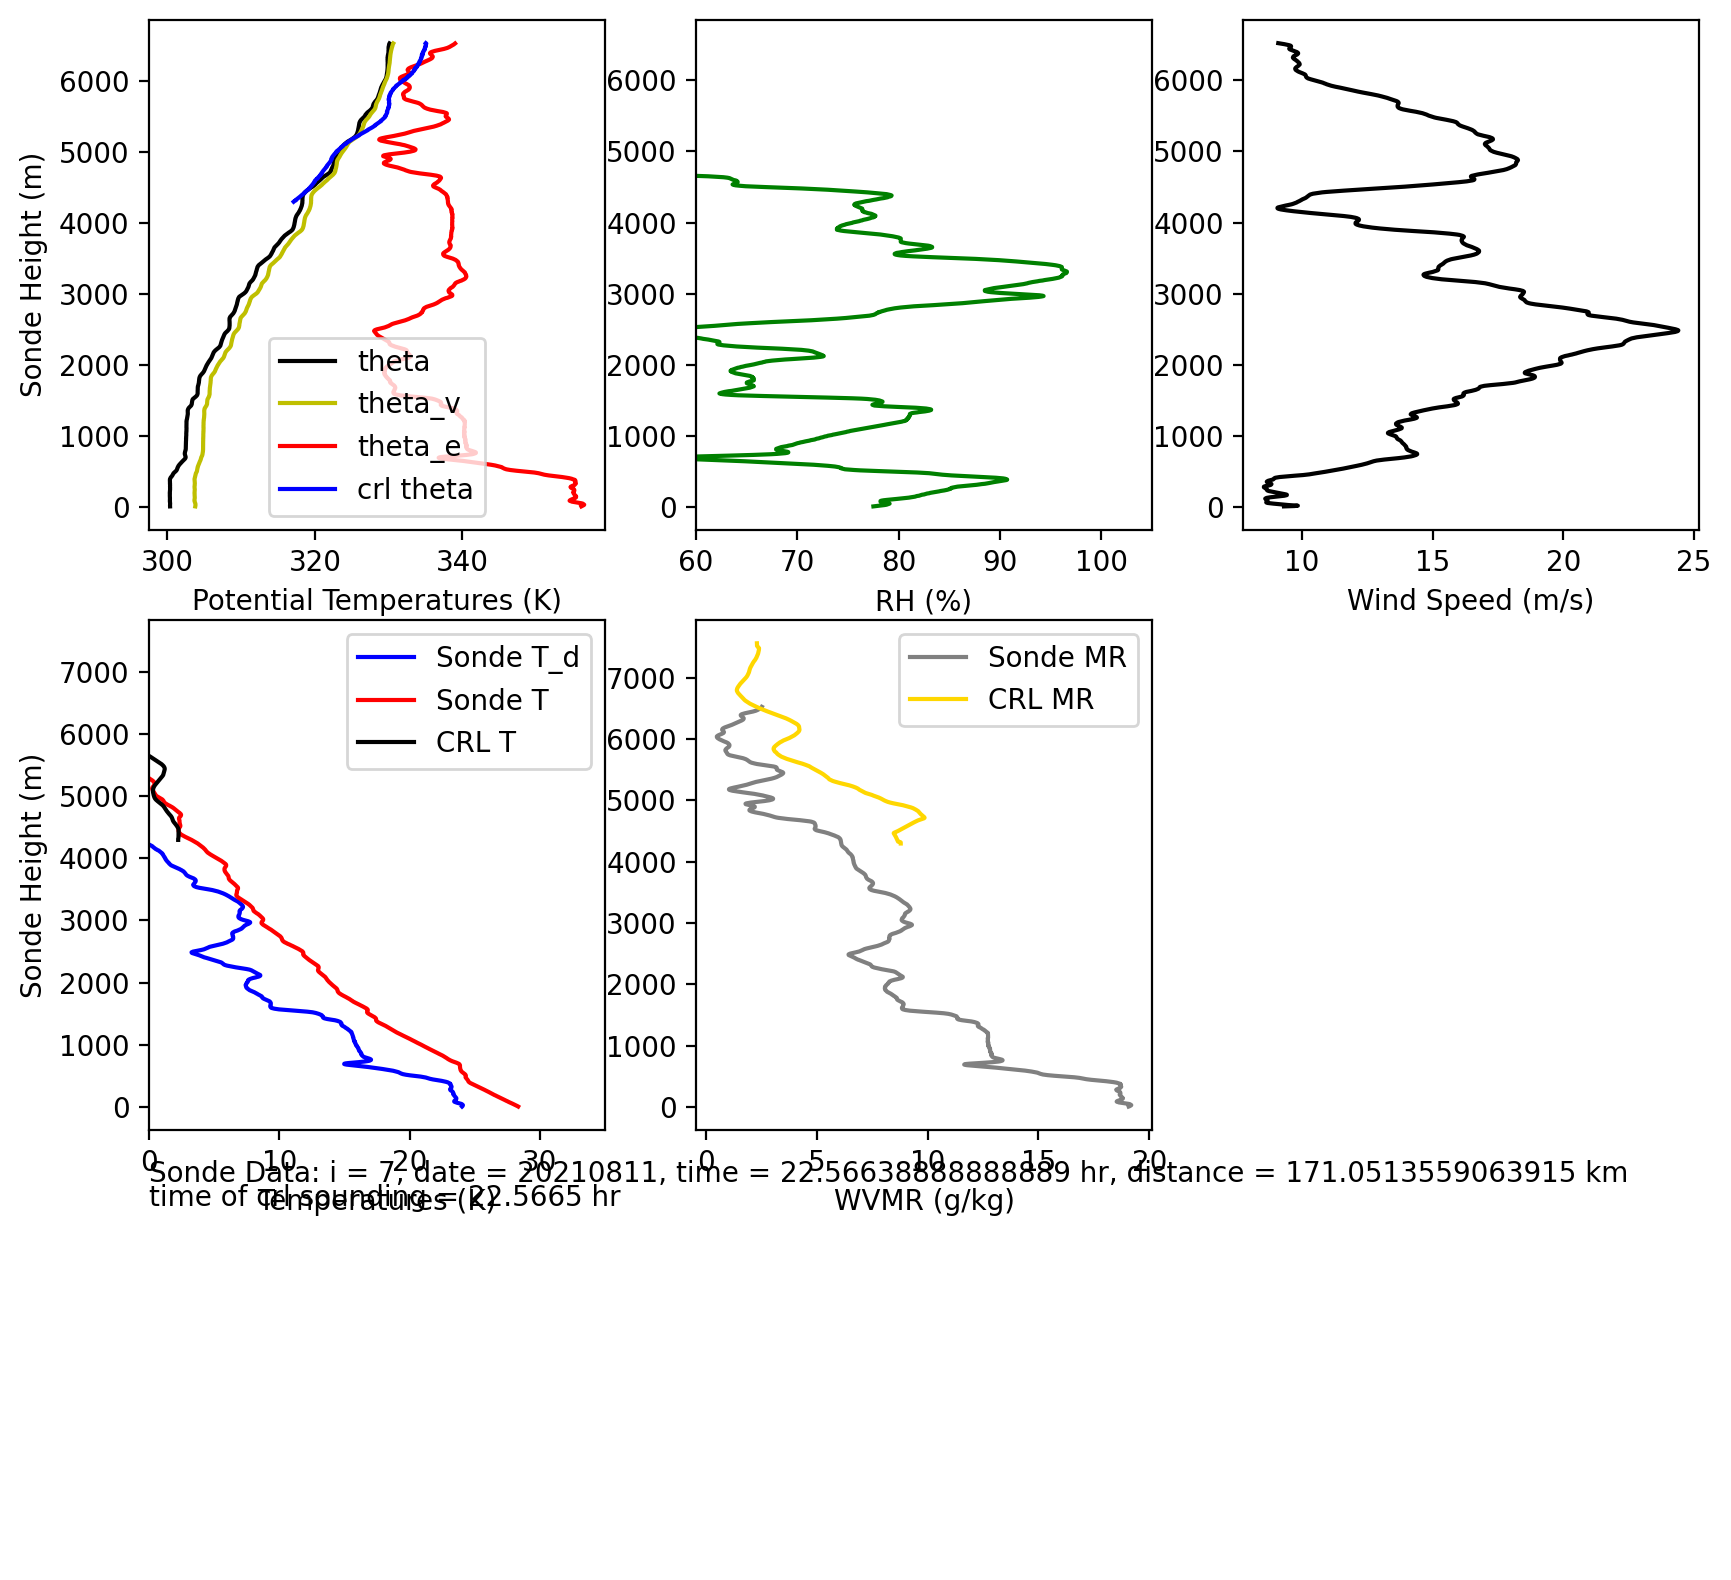 6000
5000
4000
3000
2000
1000
0
Sonde Height (m)
300 320 340
Potential Temperatures (K)
theta
theta_v
theta_e
crl theta
6000
5000
4000
3000
2000
1000
0
60 70 80 90 100
RH (%)
6000
5000
4000
3000
2000
1000
0
10 15 20 25
Wind Speed (m/s)
7000
6000
5000
4000
3000
2000
1000
0
Sonde Height (m)
Sonde T_d
Sonde T
CRL T
0 10 20 30
Temperatures (K)
7000
6000
5000
4000
3000
2000
1000
0
Sonde MR
CRL MR
0 5 10 15 20
WVMR (g/kg)
Sonde Data: i = 7, date = 20210811, time = 22.56638888888889 hr, distance = 171.0513559063915 km
time of crl sounding = 22.5665 hr